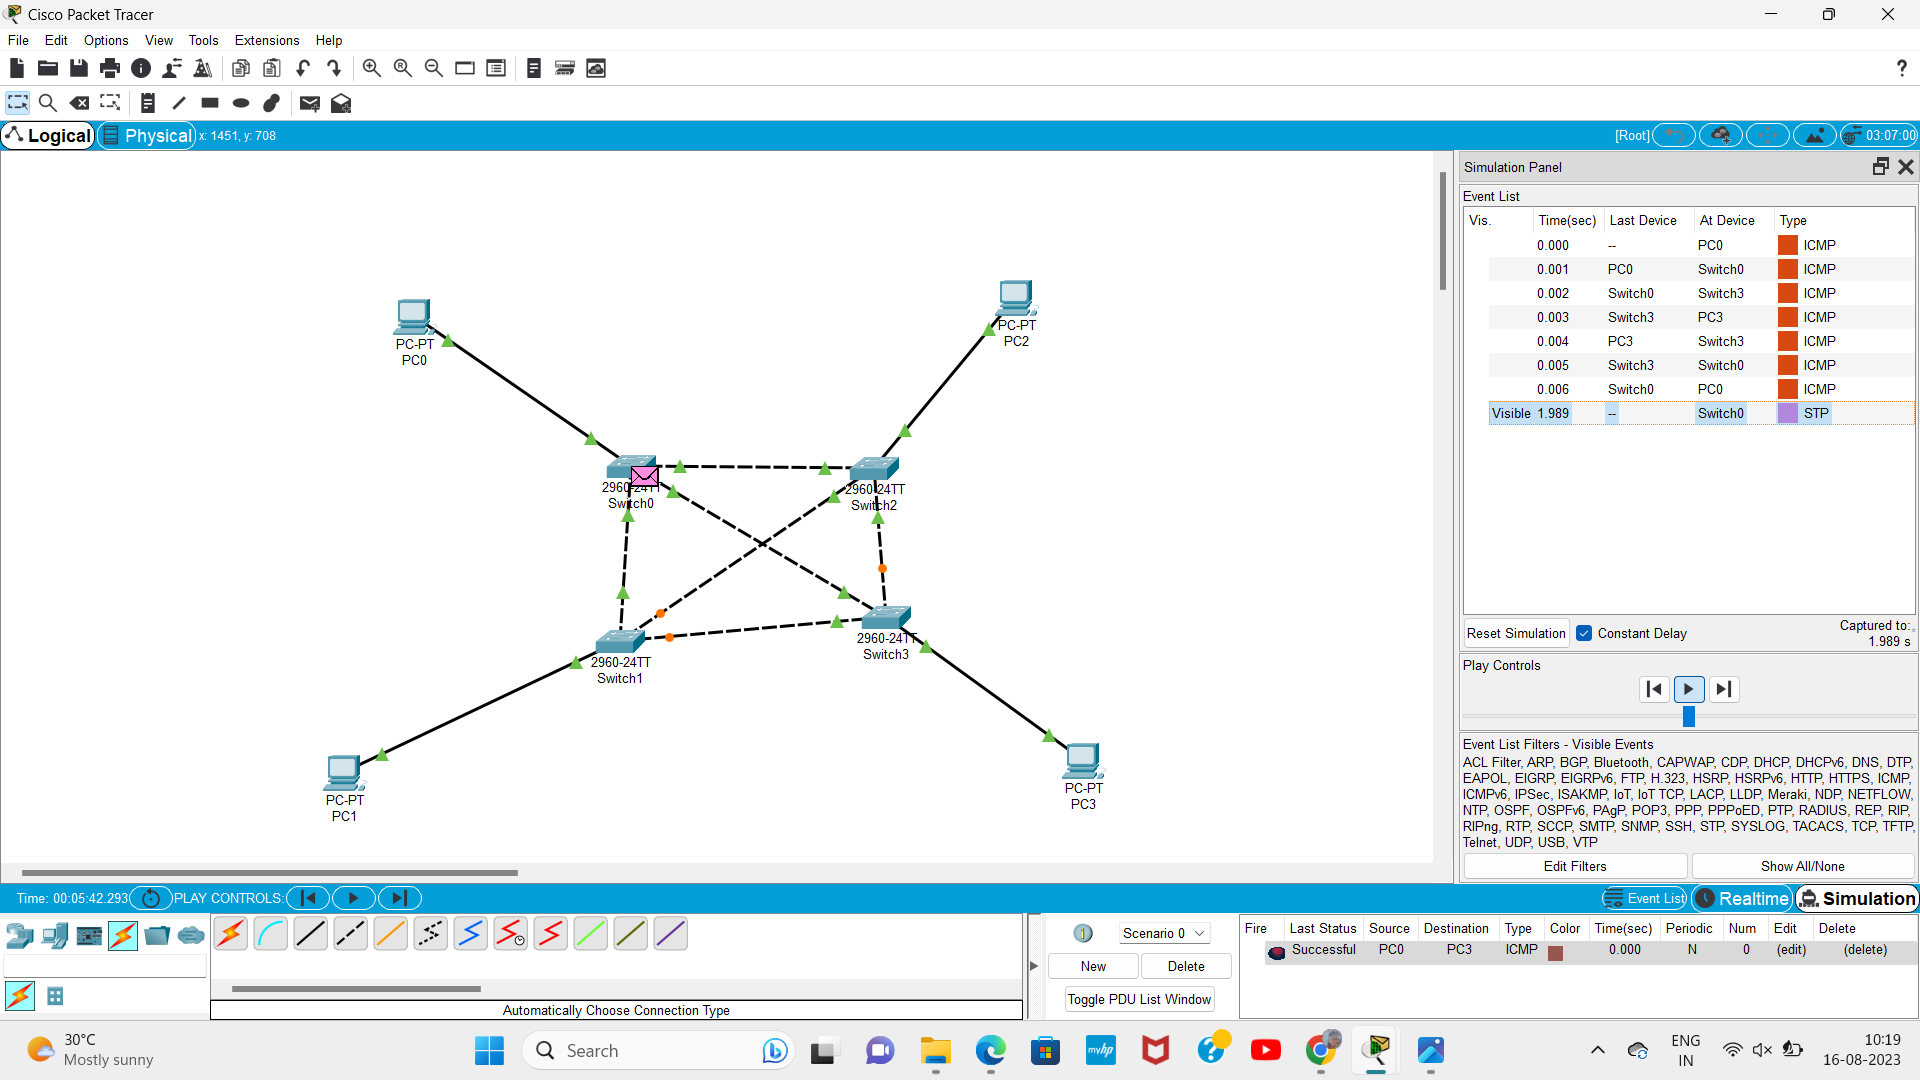 Cisco Packet Tracer
File Edit Options View Tools Extensions Help
Logical Physical x: 1451, y: 708 [Root] 03:07:00
PC-PT
PC0
PC-PT
PC2
2960-24TT
Switch0
2960-24TT
Switch2
2960-24TT
Switch1
2960-24TT
Switch3
PC-PT
PC1
PC-PT
PC3
Simulation Panel
Event List
Vis. Time(sec) Last Device At Device Type
0.000 -- PC0 ICMP
0.001 PC0 Switch0 ICMP
0.002 Switch0 Switch3 ICMP
0.003 Switch3 PC3 ICMP
0.004 PC3 Switch3 ICMP
0.005 Switch3 Switch0 ICMP
0.006 Switch0 PC0 ICMP
Visible 1.989 -- Switch0 STP
Reset Simulation Constant Delay Captured to:
1.989 s
Play Controls
Event List Filters - Visible Events
ACL Filter, ARP, BGP, Bluetooth, CAPWAP, CDP, DHCP, DHCPv6, DNS, DTP,
EAPOL, EIGRP, EIGRPv6, FTP, H.323, HSRP, HSRPv6, HTTP, HTTPS, ICMP,
ICMPv6, IPSec, ISAKMP, IoT, IoT TCP, LACP, LLDP, Meraki, NDP, NETFLOW,
NTP, OSPF, OSPFv6, PAgP, POP3, PPP, PPPoED, PTP, RADIUS, REP, RIP,
RIPng, RTP, SCCP, SMTP, SNMP, SSH, STP, SYSLOG, TACACS, TCP, TFTP,
Telnet, UDP, USB, VTP
Edit Filters Show All/None
Time: 00:05:42.293 PLAY CONTROLS: Event List Realtime Simulation
Automatically Choose Connection Type
Scenario 0
New Delete
Toggle PDU List Window
Fire Last Status Source Destination Type Color Time(sec) Periodic Num Edit Delete
Successful PC0 PC3 ICMP 0.000 N 0 (edit) (delete)
30°C
Mostly sunny
Search
myhp
ENG
IN
10:19
16-08-2023